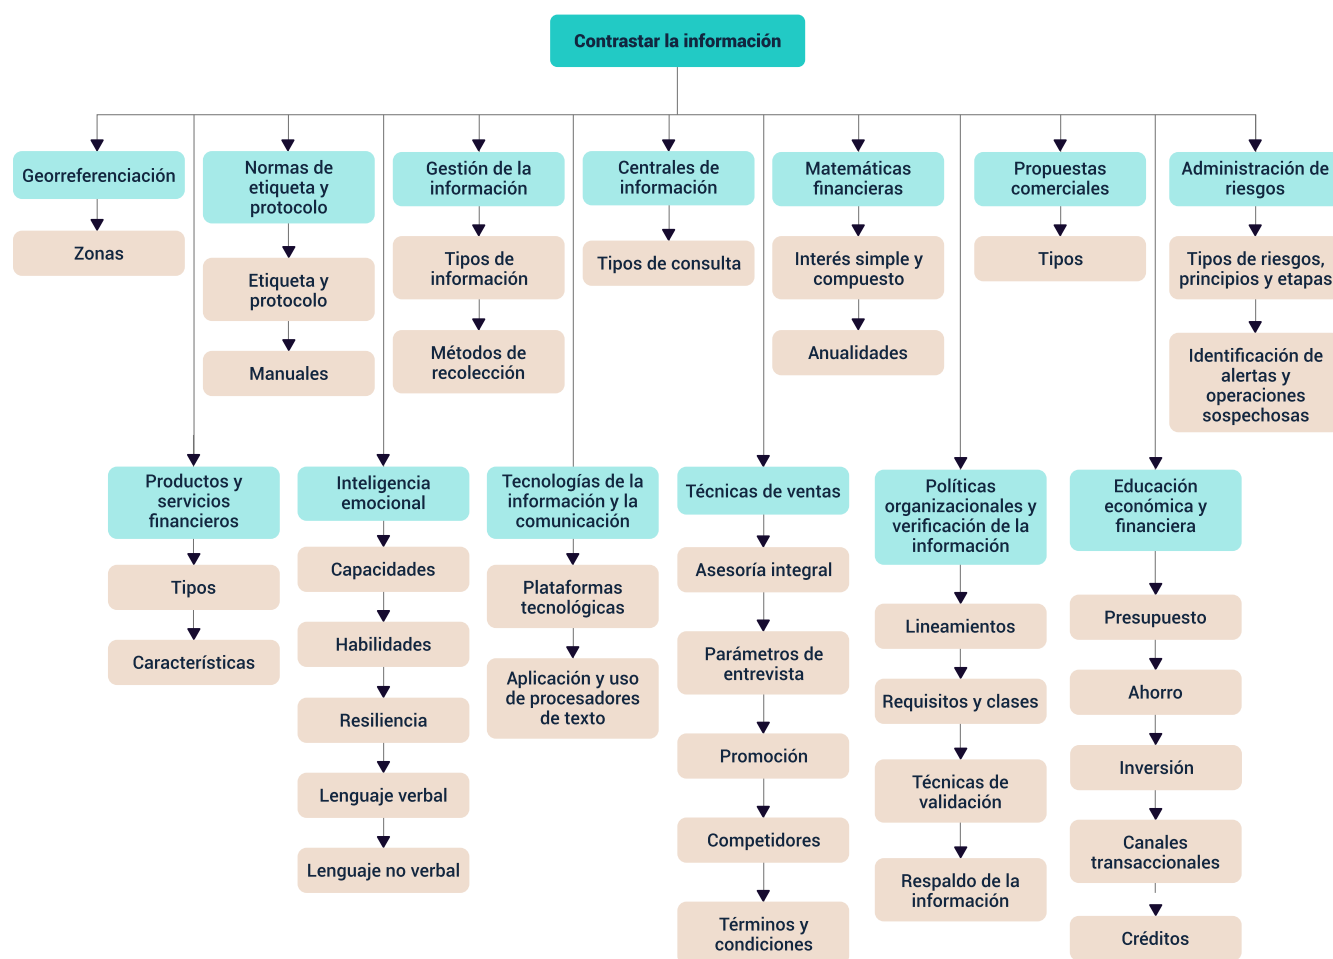 Contrastar la información
Georreferenciación
Zonas
Normas de
etiqueta y
protocolo
Etiqueta y
protocolo
Manuales
Gestión de la
información
Tipos de
información
Métodos de
recolección
Centrales de
información
Tipos de consulta
Matemáticas
financieras
Interés simple y
compuesto
Anualidades
Propuestas
comerciales
Tipos
Administración de
riesgos
Tipos de riesgos,
principios y etapas
Identificación de
alertas y
operaciones
sospechosas
Productos y
servicios
financieros
Tipos
Características
Inteligencia
emocional
Capacidades
Habilidades
Resiliencia
Lenguaje verbal
Lenguaje no verbal
Tecnologías de la
información y la
comunicación
Plataformas
tecnológicas
Aplicación y uso
de procesadores
de texto
Técnicas de ventas
Asesoría integral
Parámetros de
entrevista
Promoción
Competidores
Términos y
condiciones
Políticas
organizacionales y
verificación de la
información
Lineamientos
Requisitos y clases
Técnicas de
validación
Respaldo de la
información
Educación
económica y
financiera
Presupuesto
Ahorro
Inversión
Canales
transaccionales
Créditos